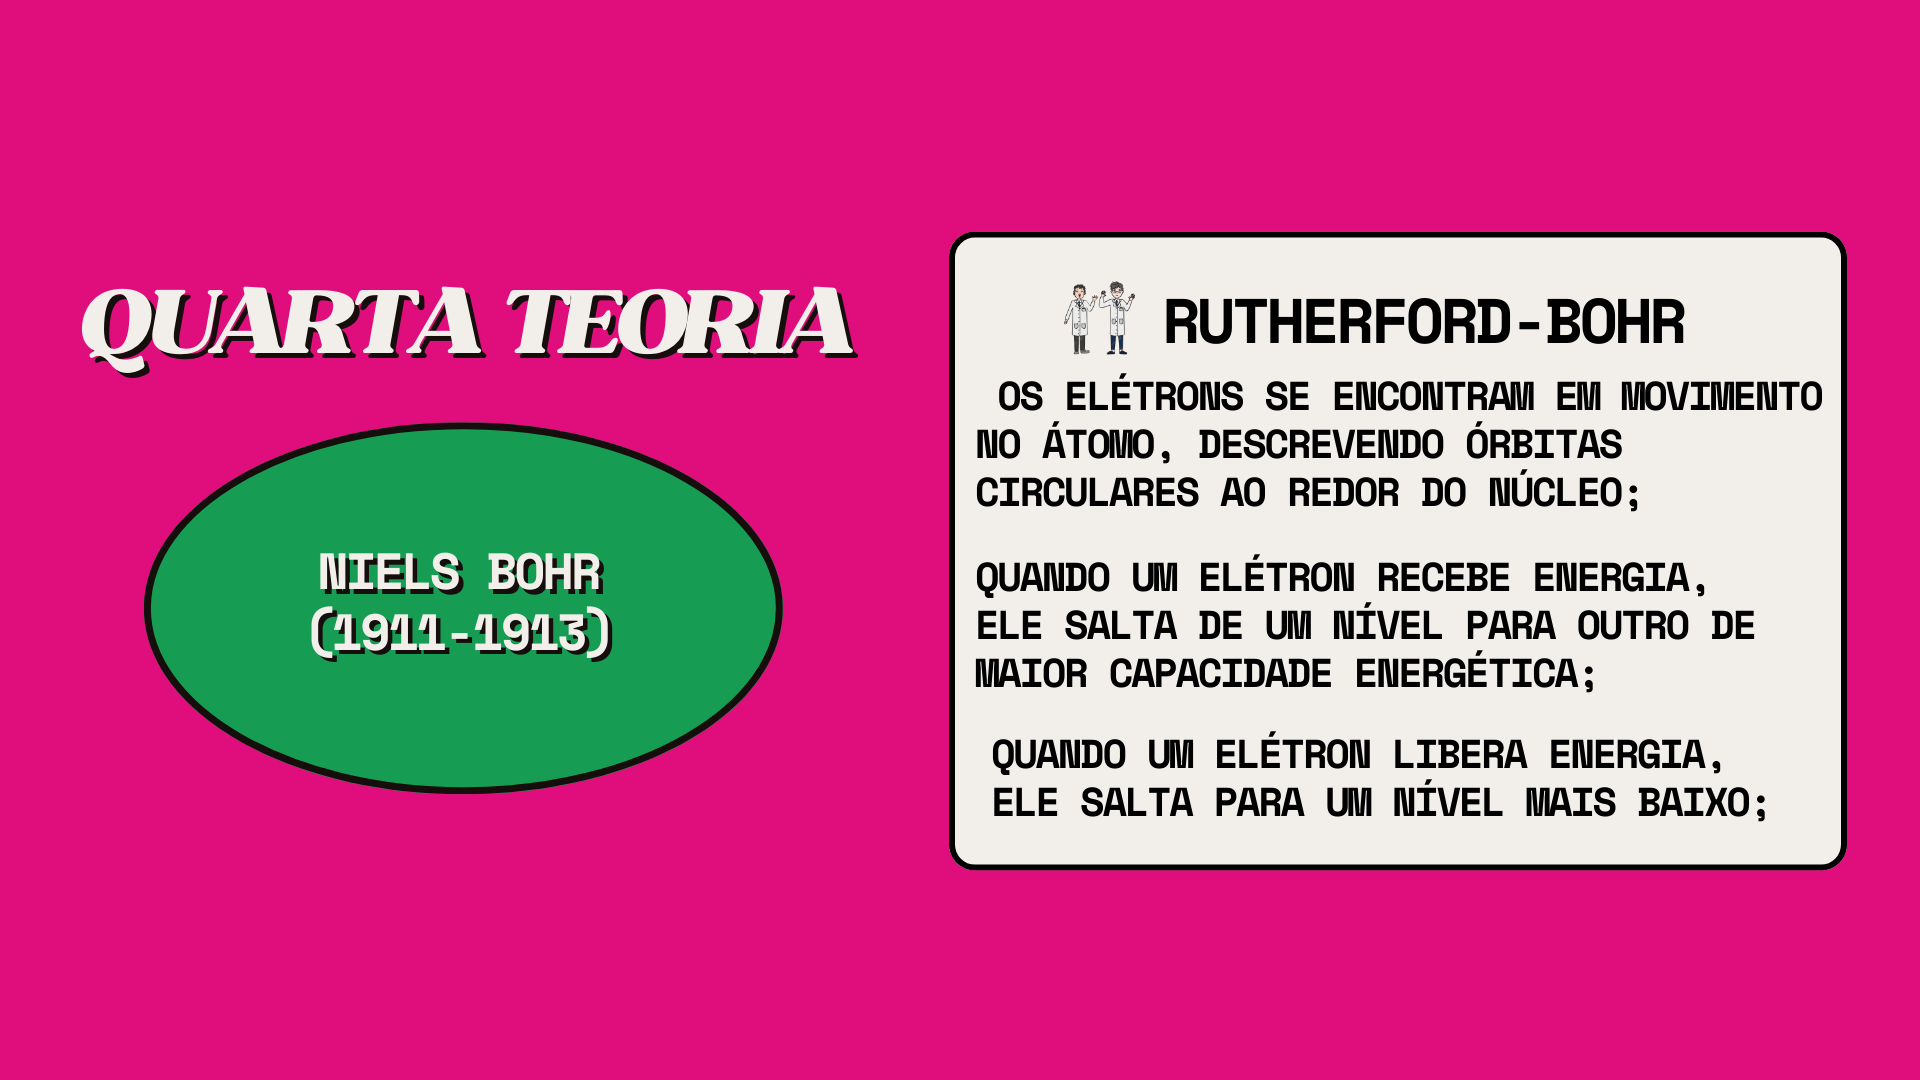 QUARTA TEORIA
NIELS BOHR
(1911-1913)
RUTHERFORD-BOHR
OS ELÉTRONS SE ENCONTRAM EM MOVIMENTO
NO ÁTOMO, DESCREVENDO ÓRBITAS
CIRCULARES AO REDOR DO NÚCLEO;
QUANDO UM ELÉTRON RECEBE ENERGIA,
ELE SALTA DE UM NÍVEL PARA OUTRO DE
MAIOR CAPACIDADE ENERGÉTICA;
QUANDO UM ELÉTRON LIBERA ENERGIA,
ELE SALTA PARA UM NÍVEL MAIS BAIXO;